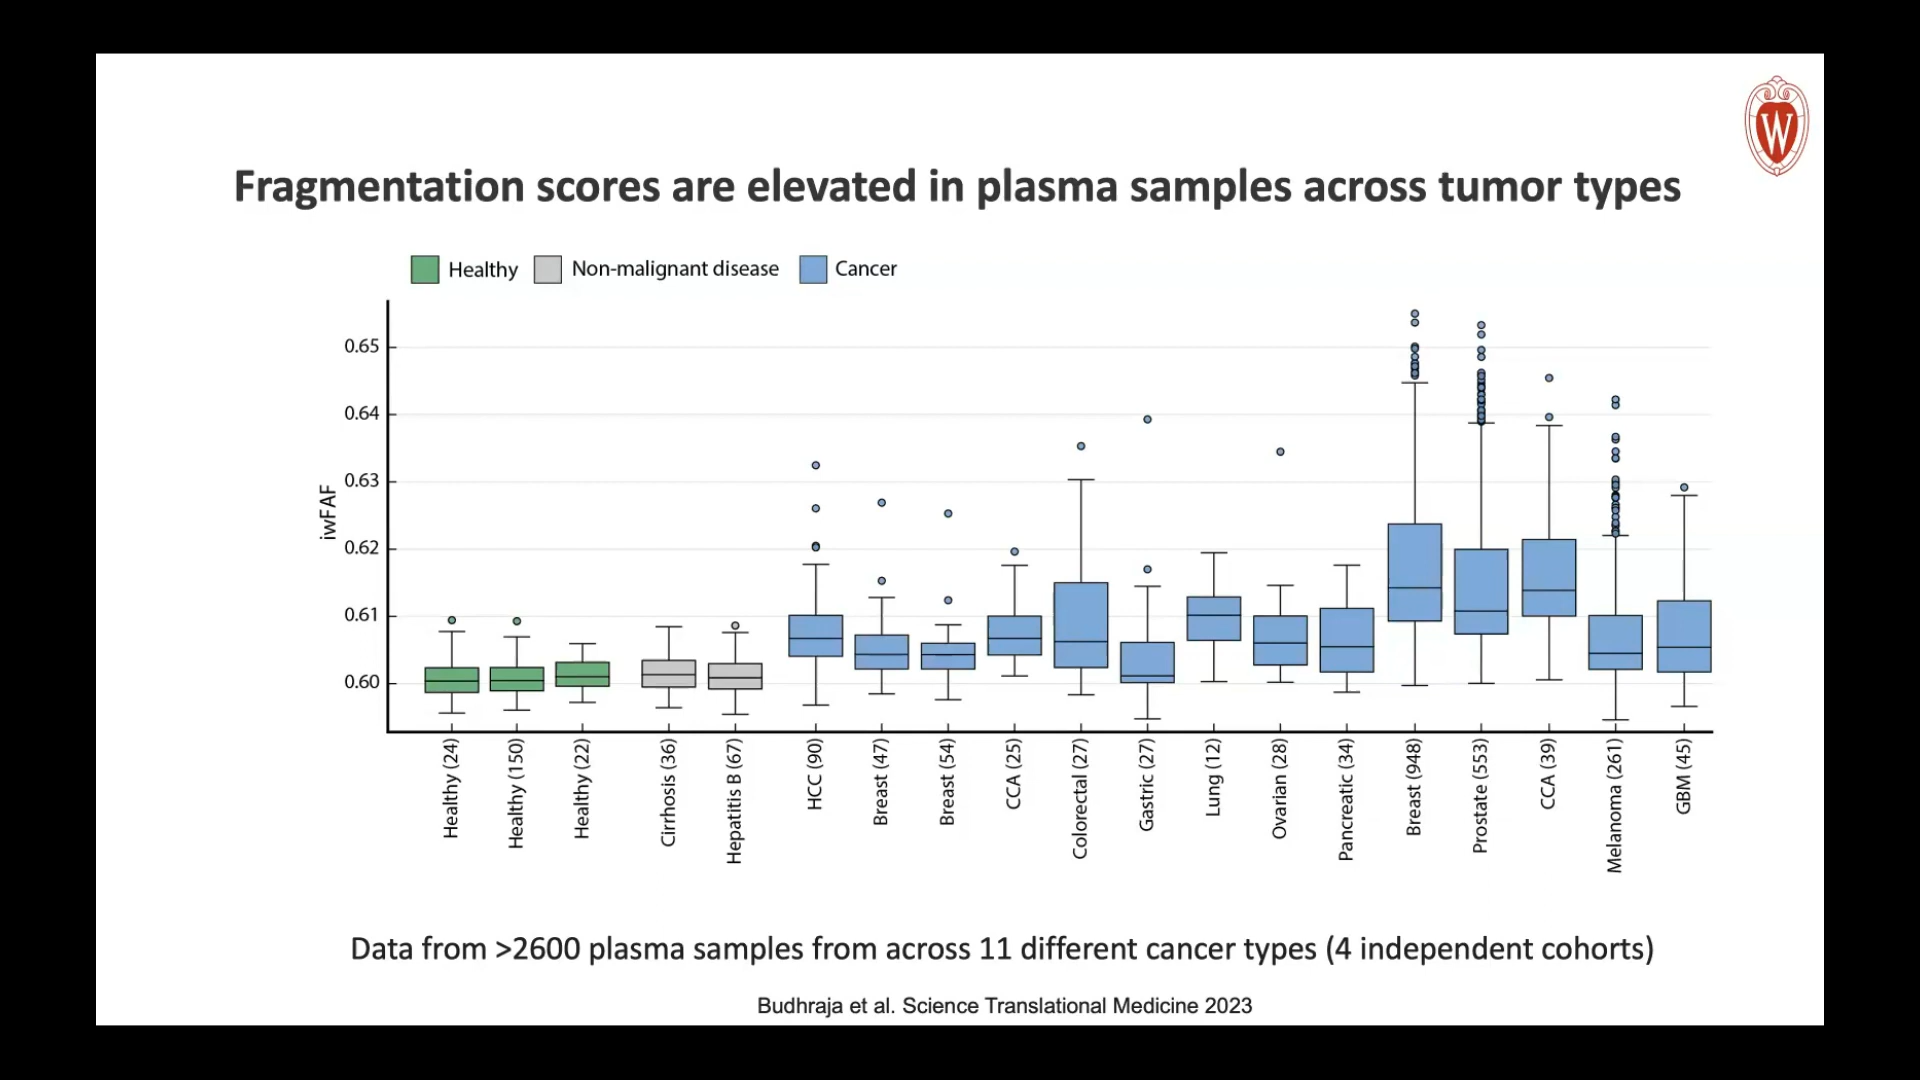 W
Fragmentation scores are elevated in plasma samples across tumor types
Healthy
Non-malignant disease
Cancer
iwFAF
0.65
0.64
0.63
0.62
0.61
0.60
Healthy (24)
Healthy (150)
Healthy (22)
Cirrhosis (36)
Hepatitis B (67)
HCC (90)
Breast (47)
Breast (54)
CCA (25)
Colorectal (27)
Gastric (27)
Lung (12)
Ovarian (28)
Pancreatic (34)
Breast (948)
Prostate (553)
CCA (39)
Melanoma (261)
GBM (45)
Data from >2600 plasma samples from across 11 different cancer types (4 independent cohorts)
Budhraja et al. Science Translational Medicine 2023